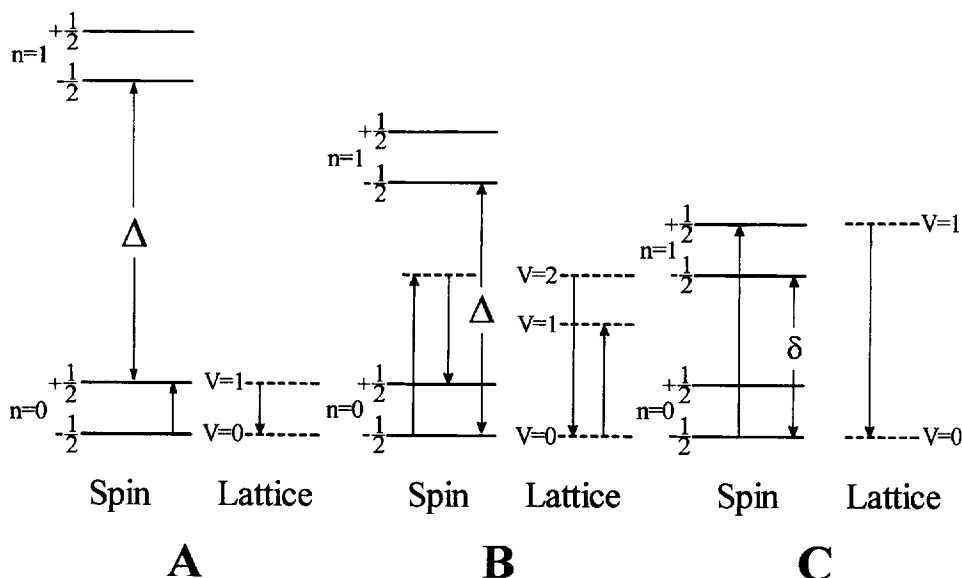 +1/2
n=1
-1/2
Δ
+1/2
n=0
-1/2
V=1
V=0
Spin Lattice
A
+1/2
n=1
-1/2
Δ
+1/2
n=0
-1/2
V=2
V=1
V=0
Spin Lattice
B
+1/2
n=1
-1/2
δ
+1/2
n=0
-1/2
V=1
V=0
Spin Lattice
C